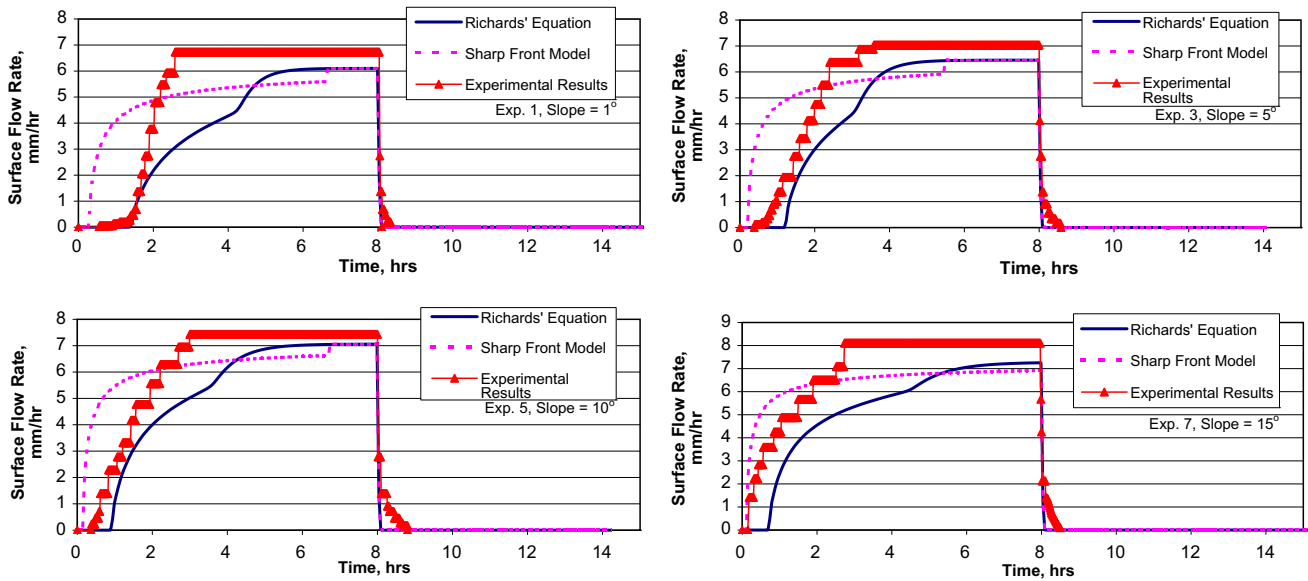 Surface Flow Rate,
mm/hr
8
7
6
5
4
3
2
1
0
Richards' Equation
Sharp Front Model
Experimental
Results
Exp. 1, Slope = 1o
0 2 4 6 8 10 12 14
Time, hrs
Surface Flow Rate,
mm/hr
8
7
6
5
4
3
2
1
0
Richards' Equation
Sharp Front Model
Experimental
Results
Exp. 3, Slope = 5o
0 2 4 6 8 10 12 14
Time, hrs
Surface Flow Rate,
mm/hr
8
7
6
5
4
3
2
1
0
Richards' Equation
Sharp Front Model
Experimental
Results
Exp. 5, Slope = 10o
0 2 4 6 8 10 12 14
Time, hrs
Surface Flow Rate,
mm/hr
9
8
7
6
5
4
3
2
1
0
Richards' Equation
Sharp Front Model
Experimental Results
Exp. 7, Slope = 15o
0 2 4 6 8 10 12 14
Time, hrs